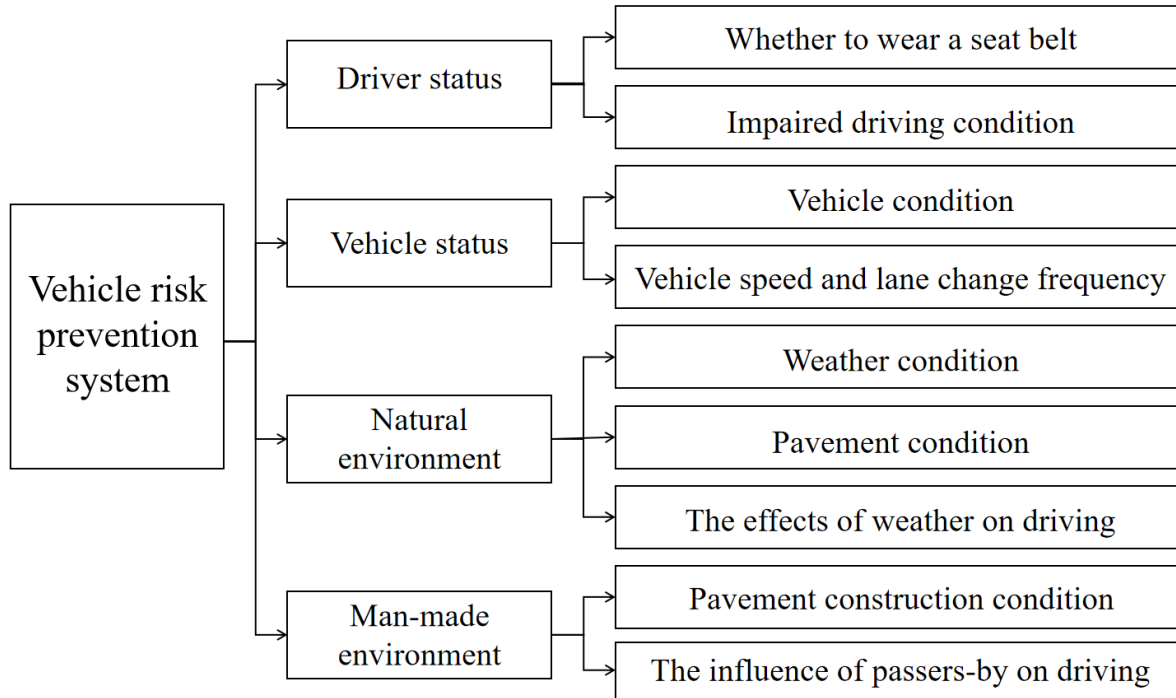 Vehicle risk
prevention
system
Driver status
Whether to wear a seat belt
Impaired driving condition
Vehicle status
Vehicle condition
Vehicle speed and lane change frequency
Natural
environment
Weather condition
Pavement condition
The effects of weather on driving
Man-made
environment
Pavement construction condition
The influence of passers-by on driving